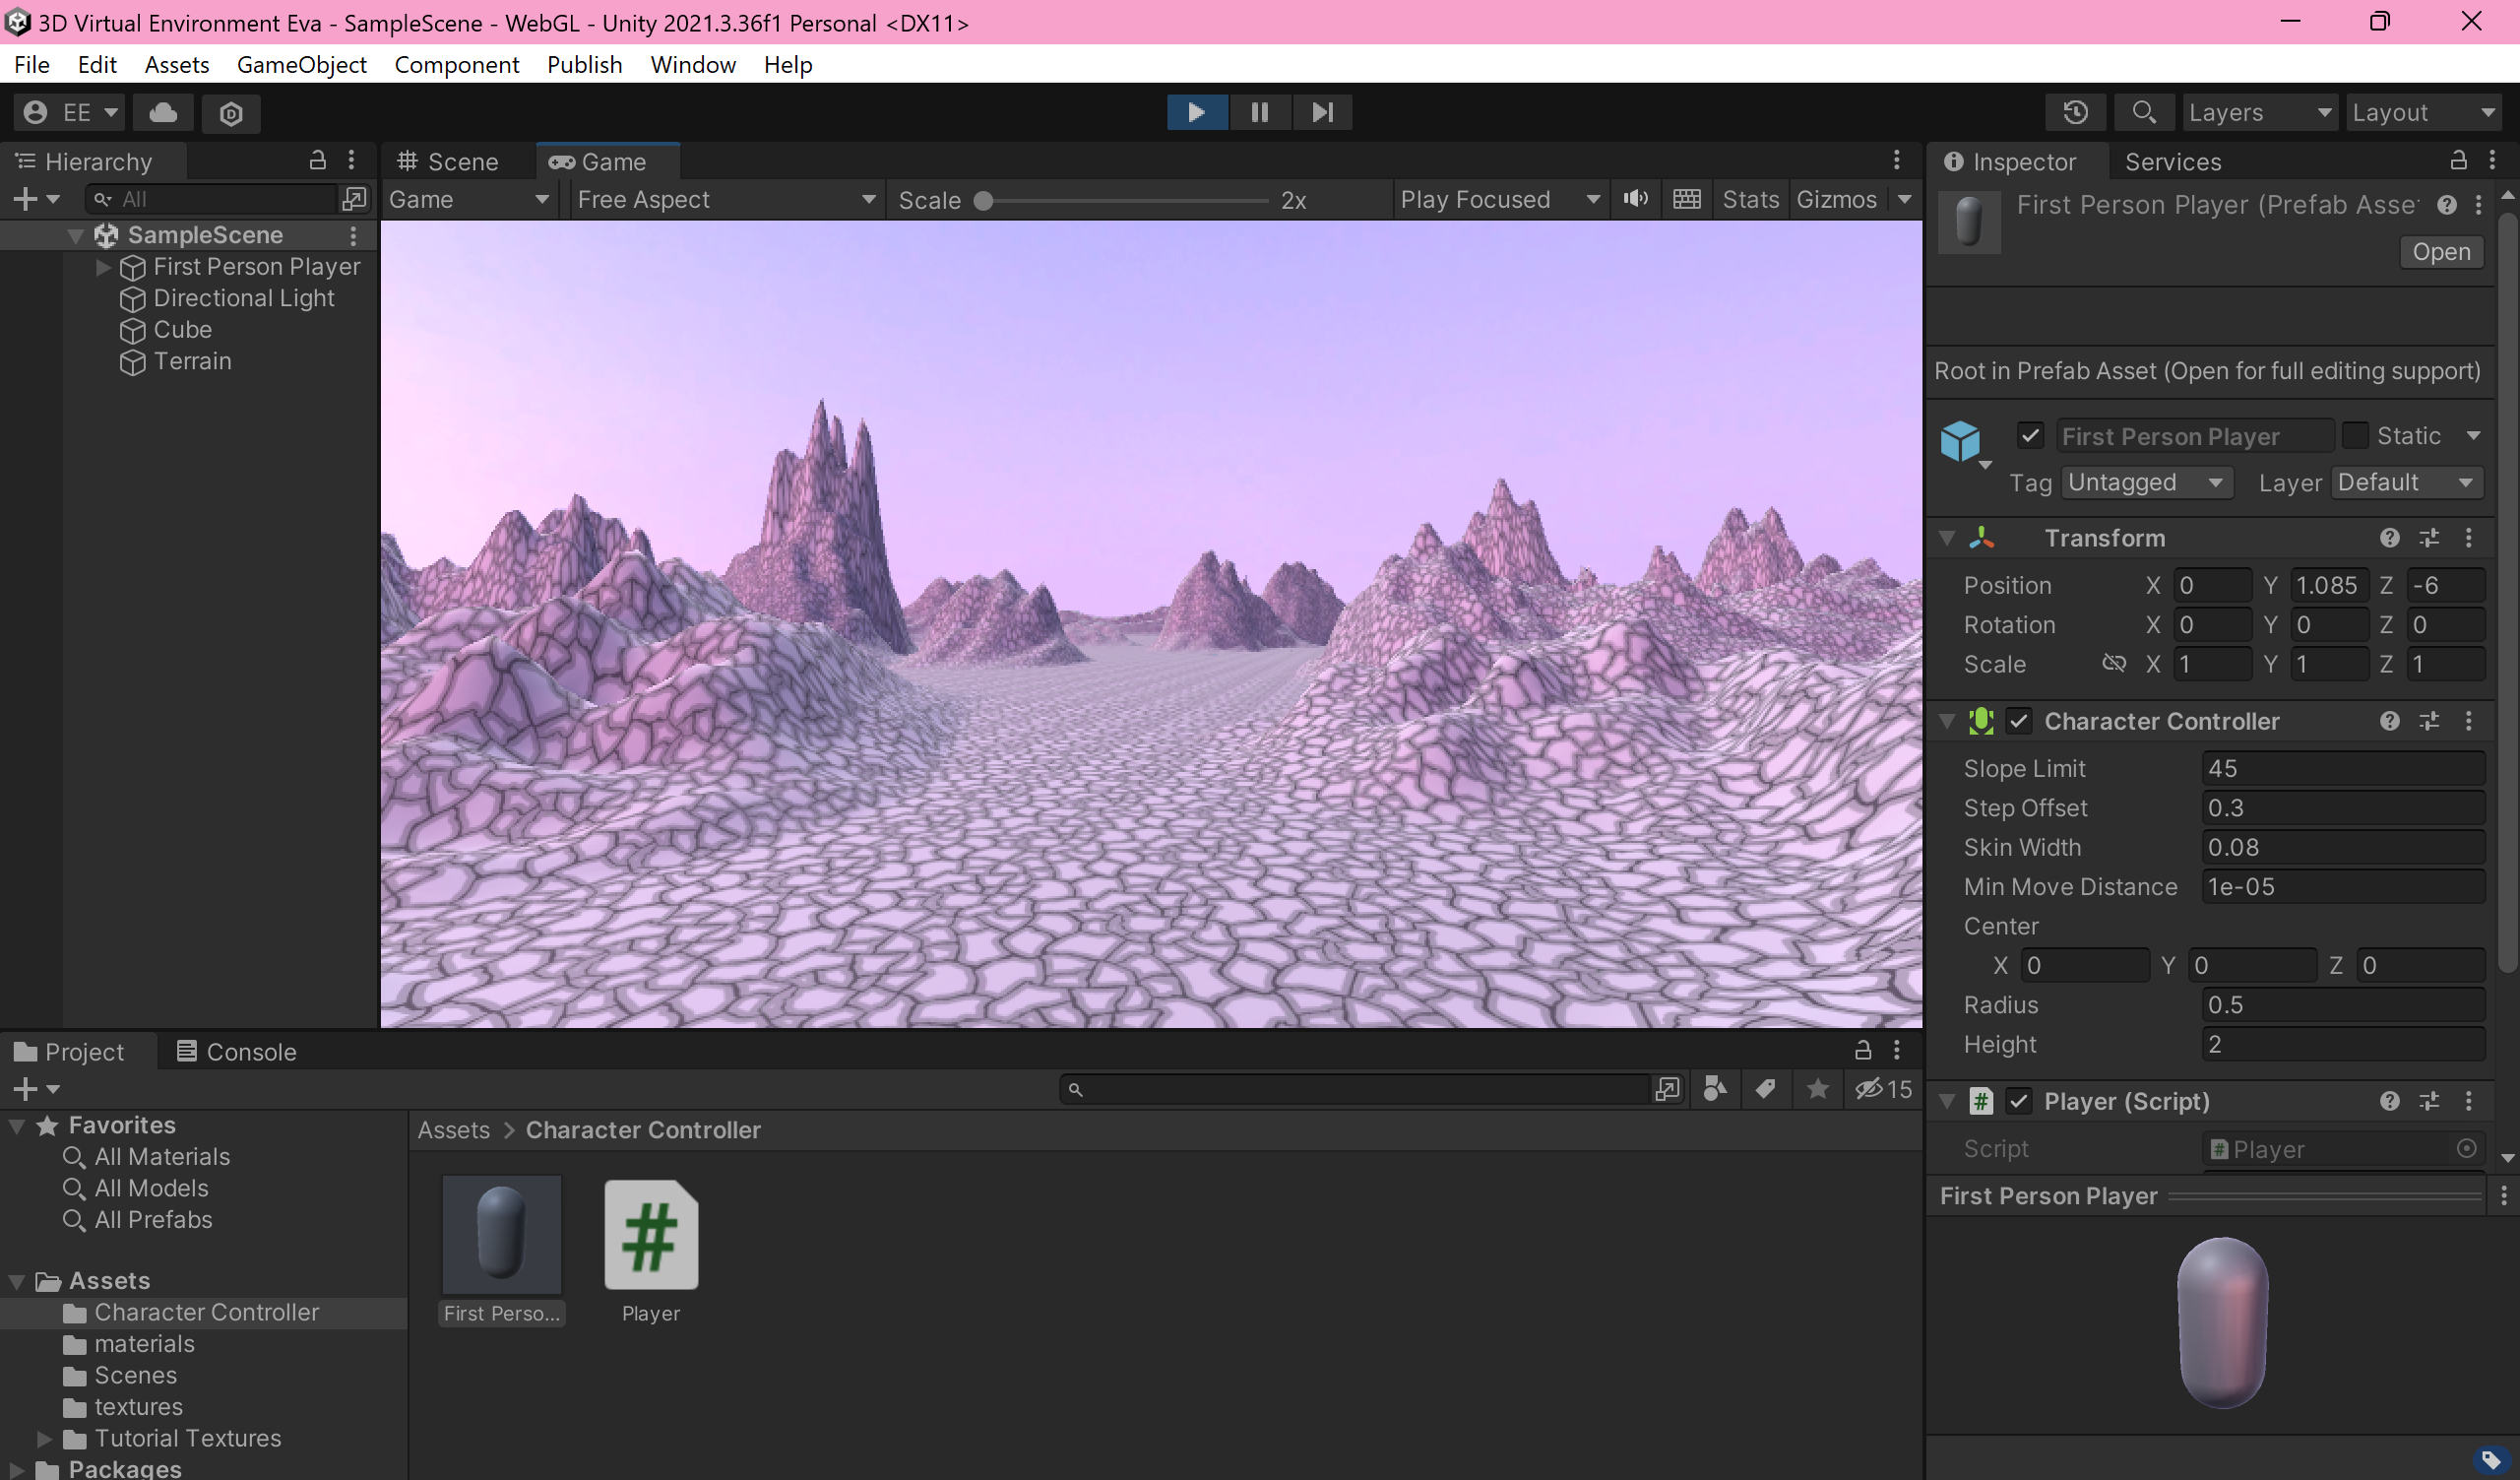 3D Virtual Environment Eva - SampleScene - WebGL - Unity 2021.3.36f1 Personal <DX11>
File Edit Assets GameObject Component Publish Window Help
EE
Layers Layout
Hierarchy
All
SampleScene
First Person Player
Directional Light
Cube
Terrain
Scene Game
Game Free Aspect Scale 2x Play Focused Stats Gizmos
Inspector Services
First Person Player (Prefab Asse
Open
Root in Prefab Asset (Open for full editing support)
First Person Player Static
Tag Untagged Layer Default
Transform
Position X 0 Y 1.085 Z -6
Rotation X 0 Y 0 Z 0
Scale X 1 Y 1 Z 1
Character Controller
Slope Limit 45
Step Offset 0.3
Skin Width 0.08
Min Move Distance 1e-05
Center
X 0 Y 0 Z 0
Radius 0.5
Height 2
# Player (Script)
Script # Player
First Person Player
Project Console
15
Favorites
All Materials
All Models
All Prefabs
Assets
Character Controller
materials
Scenes
textures
Tutorial Textures
Packages
Assets > Character Controller
#
First Perso... Player